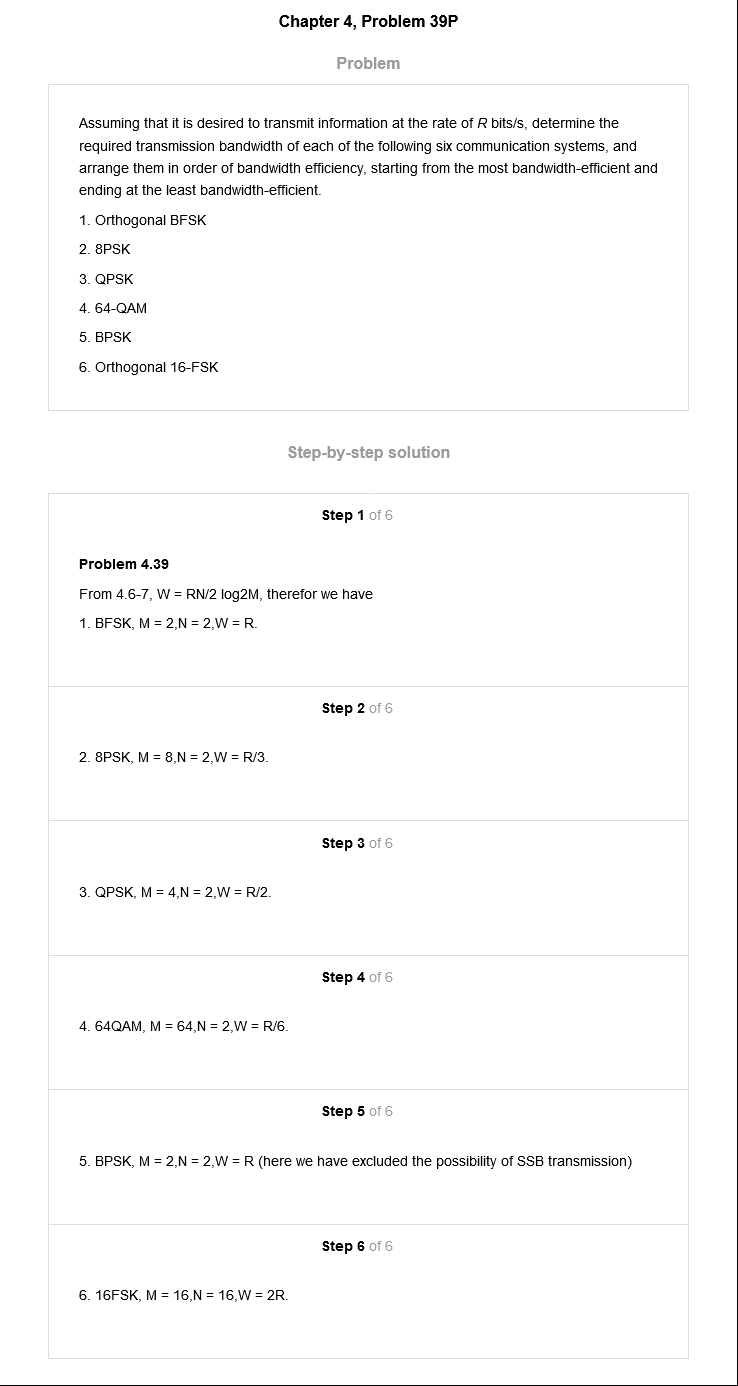 Chapter 4, Problem 39P
Problem
Assuming that it is desired to transmit information at the rate of R bits/s, determine the
required transmission bandwidth of each of the following six communication systems, and
arrange them in order of bandwidth efficiency, starting from the most bandwidth-efficient and
ending at the least bandwidth-efficient.
1. Orthogonal BFSK
2. 8PSK
3. QPSK
4. 64-QAM
5. BPSK
6. Orthogonal 16-FSK
Step-by-step solution
Step 1 of 6
Problem 4.39
From 4.6-7, W = RN/2 log2M, therefor we have
1. BFSK, M = 2,N = 2,W = R.
Step 2 of 6
2. 8PSK, M = 8,N = 2,W = R/3.
Step 3 of 6
3. QPSK, M = 4,N = 2,W = R/2.
Step 4 of 6
4. 64QAM, M = 64,N = 2,W = R/6.
Step 5 of 6
5. BPSK, M = 2,N = 2,W = R (here we have excluded the possibility of SSB transmission)
Step 6 of 6
6. 16FSK, M = 16,N = 16,W = 2R.